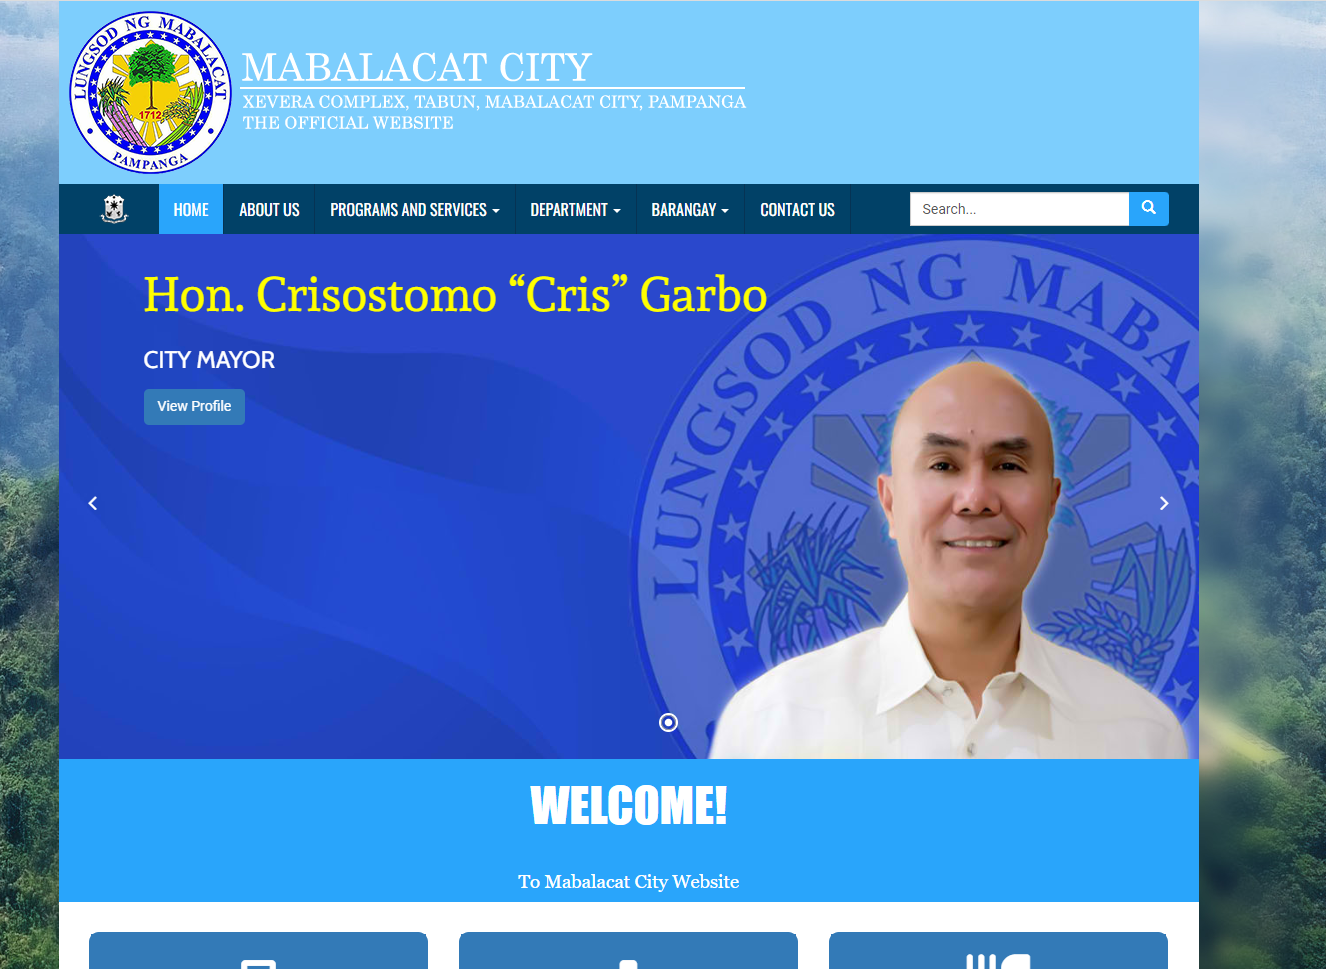 LUNGSOD NG MABALACAT
1712
PAMPANGA
MABALACAT CITY
XEVERA COMPLEX, TABUN, MABALACAT CITY, PAMPANGA
THE OFFICIAL WEBSITE
HOME ABOUT US PROGRAMS AND SERVICES DEPARTMENT BARANGAY CONTACT US Search...
Hon. Crisostomo “Cris” Garbo
CITY MAYOR
View Profile
LUNGSOD NG MABALA
WELCOME!
To Mabalacat City Website